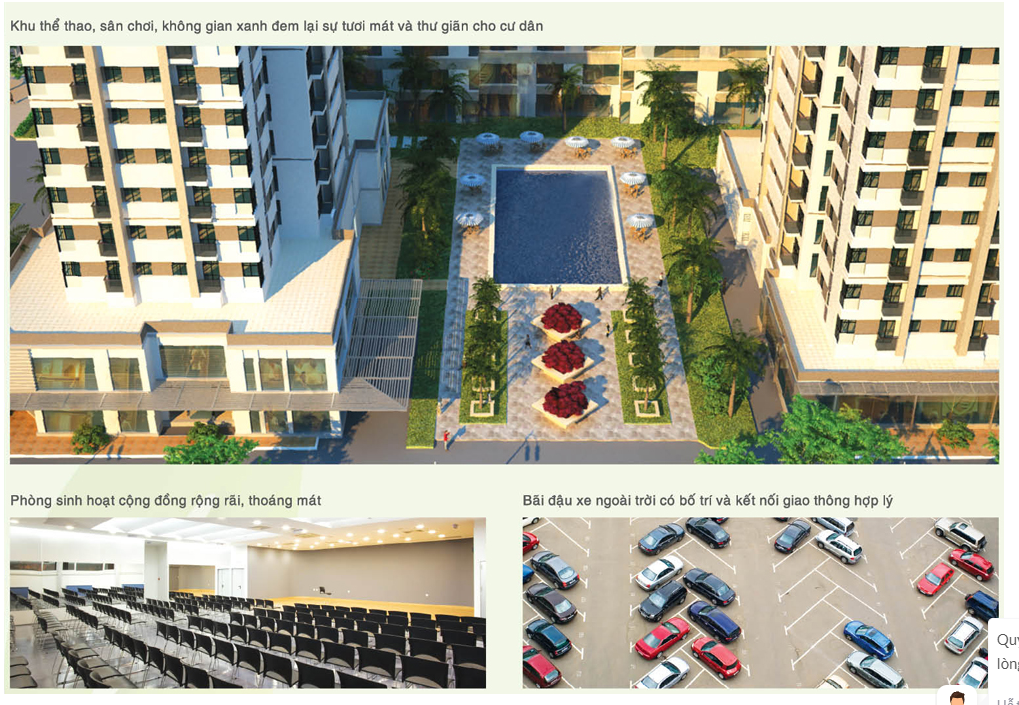 Khu thể thao, sân chơi, không gian xanh đem lại sự tươi mát và thư giãn cho cư dân
Phòng sinh hoạt cộng đồng rộng rãi, thoáng mát
Bãi đậu xe ngoài trời có bố trí và kết nối giao thông hợp lý